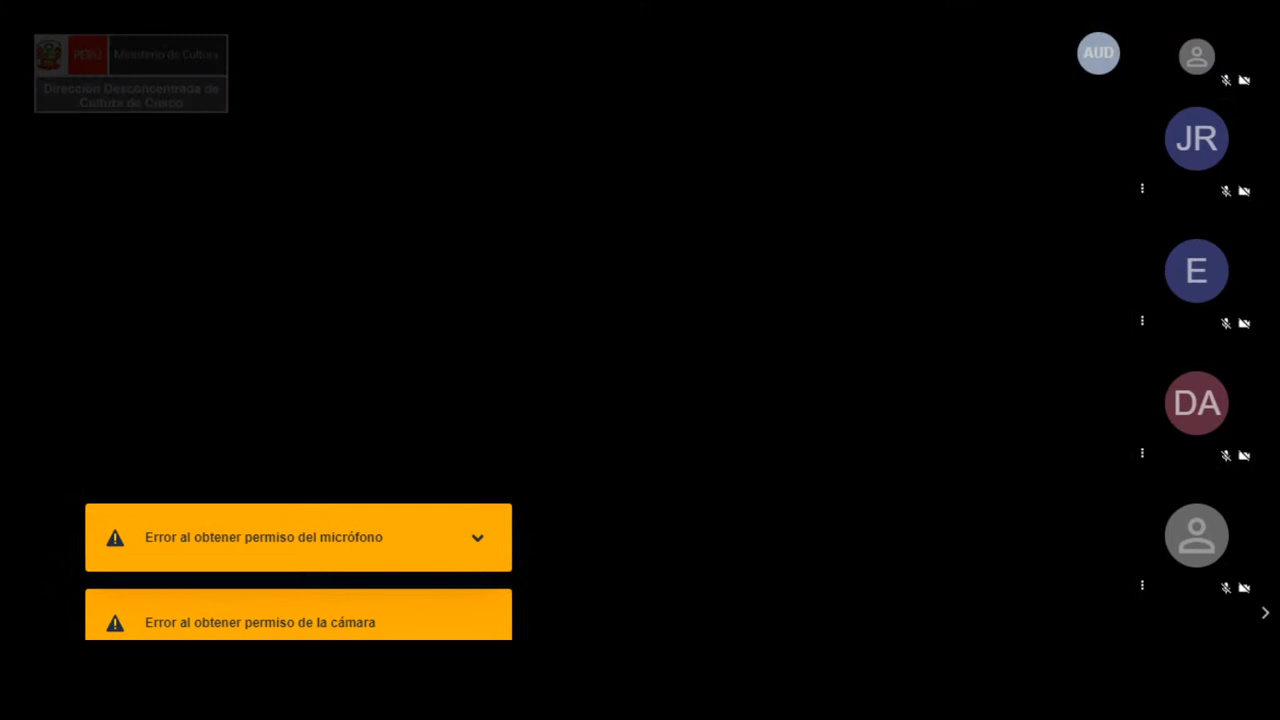 PERÚ
Ministerio de Cultura
Dirección Desconcentrada de
Cultura de Cusco
AUD
JR
E
DA
Error al obtener permiso del micrófono
Error al obtener permiso de la cámara